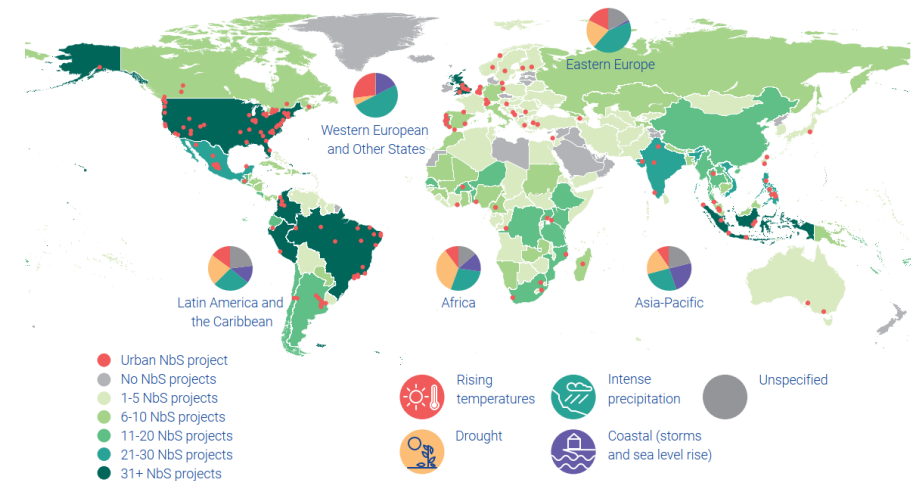 Eastern Europe
Western European
and Other States
Latin America and
the Caribbean
Africa
Asia-Pacific
Urban NbS project
No NbS projects
1-5 NbS projects
6-10 NbS projects
11-20 NbS projects
21-30 NbS projects
31+ NbS projects
Rising
temperatures
Intense
precipitation
Unspecified
Drought
Coastal (storms
and sea level rise)